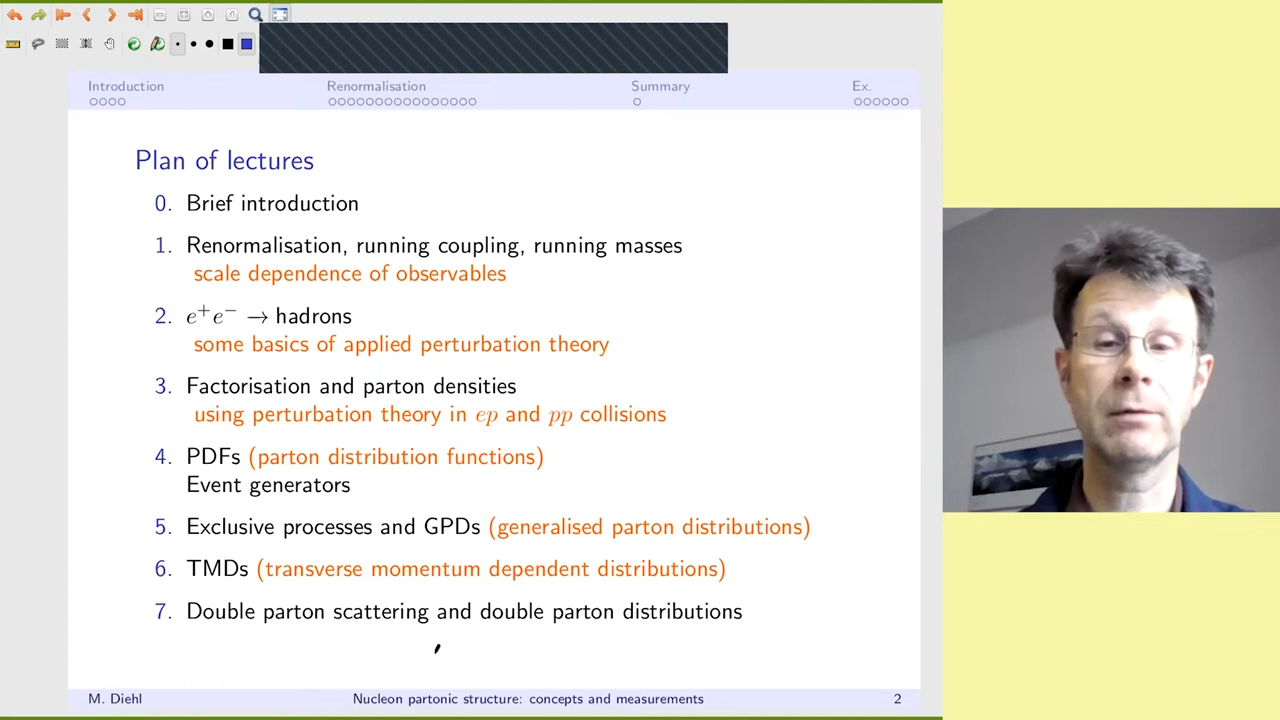 Introduction Renormalisation Summary Ex.
Plan of lectures
0. Brief introduction
1. Renormalisation, running coupling, running masses
scale dependence of observables
2. e⁺e⁻ → hadrons
some basics of applied perturbation theory
3. Factorisation and parton densities
using perturbation theory in ep and pp collisions
4. PDFs (parton distribution functions)
Event generators
5. Exclusive processes and GPDs (generalised parton distributions)
6. TMDs (transverse momentum dependent distributions)
7. Double parton scattering and double parton distributions
M. Diehl Nucleon partonic structure: concepts and measurements 2